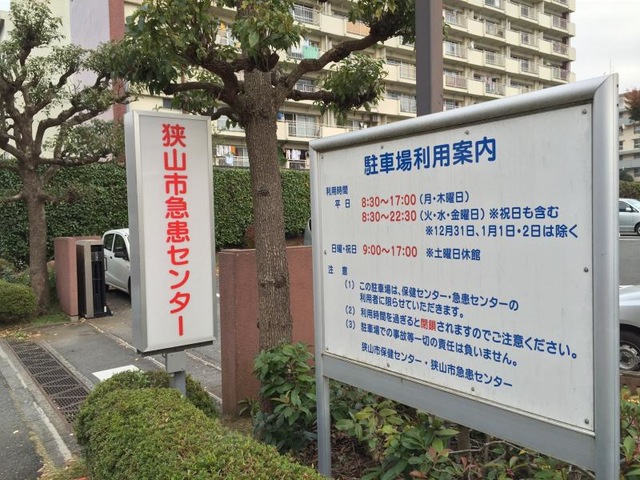 狭山市急患センター
駐車場利用案内
利用時間
平　日　8:30～17:00 (月・木曜日)
8:30～22:30 (火・水・金曜日) ※祝日も含む
※12月31日、1月1日・2日は除く
日曜・祝日　9:00～17:00　※土曜日休館
注　意
(1) この駐車場は、保健センター・急患センターの
利用者に限らせていただきます。
(2) 利用時間を過ぎると閉鎖されますのでご注意ください。
(3) 駐車場での事故等一切の責任は負いません。
狭山市保健センター・狭山市急患センター